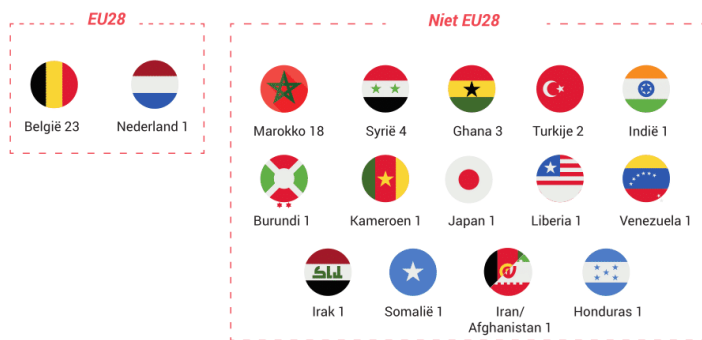 EU28
Niet EU28
België 23
Nederland 1
Marokko 18
Syrië 4
Ghana 3
Turkije 2
Indië 1
Burundi 1
Kameroen 1
Japan 1
Liberia 1
Venezuela 1
Irak 1
Somalië 1
Iran/
Afghanistan 1
Honduras 1